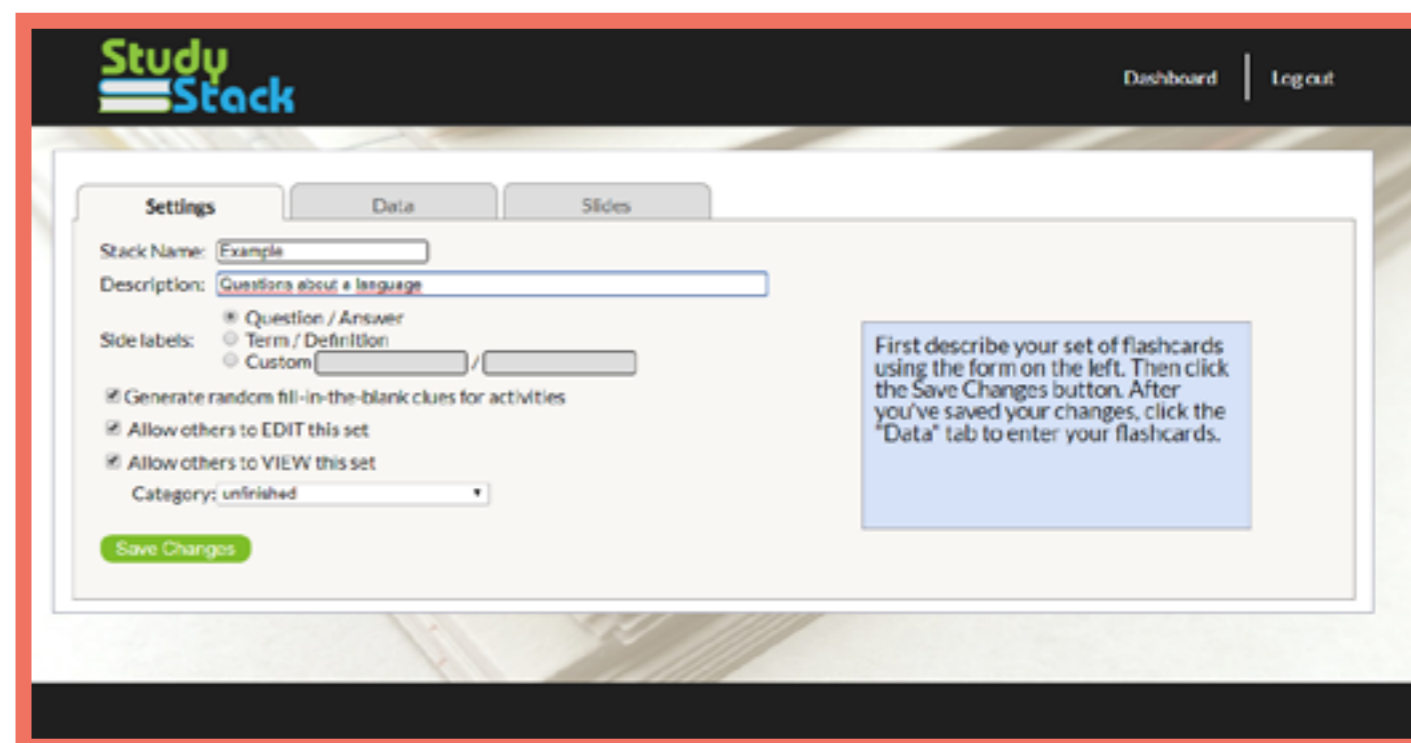 Study
Stack
Dashboard
Log out
Settings
Data
Slides
Stack Name: Example
Description: Questions about a language
Side labels:
Question / Answer
Term / Definition
Custom /
Generate random fill-in-the-blank clues for activities
Allow others to EDIT this set
Allow others to VIEW this set
Category: unfinished
Save Changes
First describe your set of flashcards
using the form on the left. Then click
the Save Changes button. After
you've saved your changes, click the
"Data" tab to enter your flashcards.